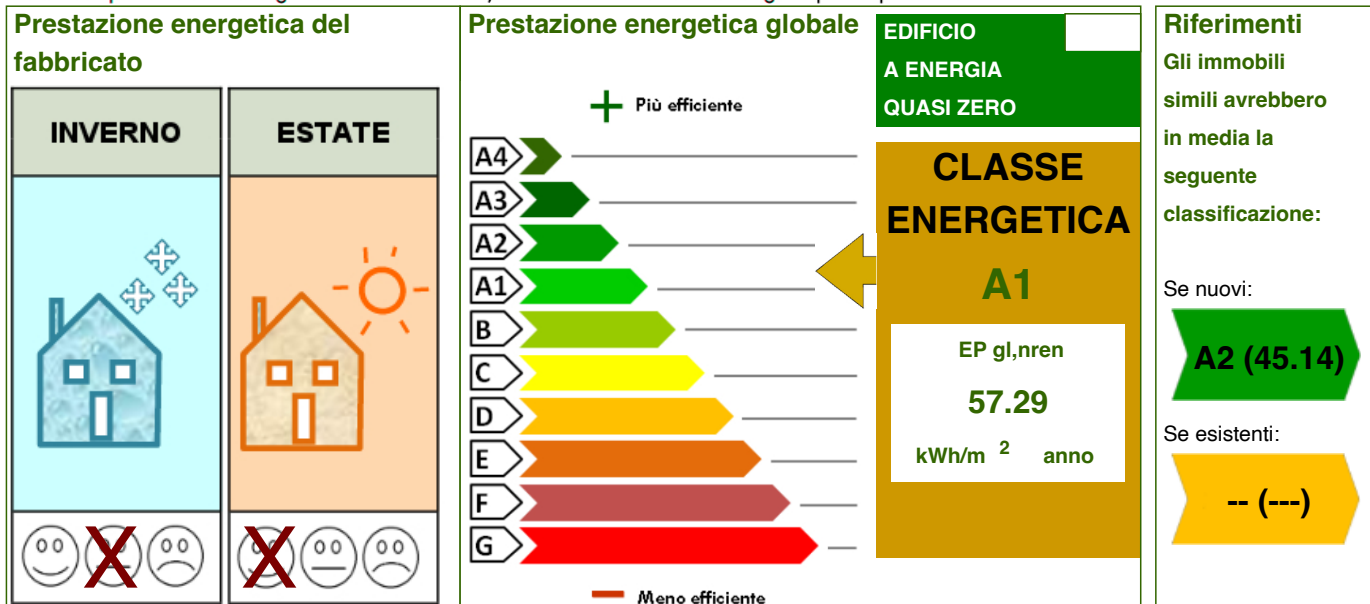 Prestazione energetica del
fabbricato
INVERNO
ESTATE
Prestazione energetica globale
Più efficiente
A4
A3
A2
A1
B
C
D
E
F
G
Meno efficiente
EDIFICIO
A ENERGIA
QUASI ZERO
CLASSE
ENERGETICA
A1
EP gl,nren
57.29
kWh/m 2 anno
Riferimenti
Gli immobili
simili avrebbero
in media la
seguente
classificazione:
Se nuovi:
A2 (45.14)
Se esistenti:
-- (---)